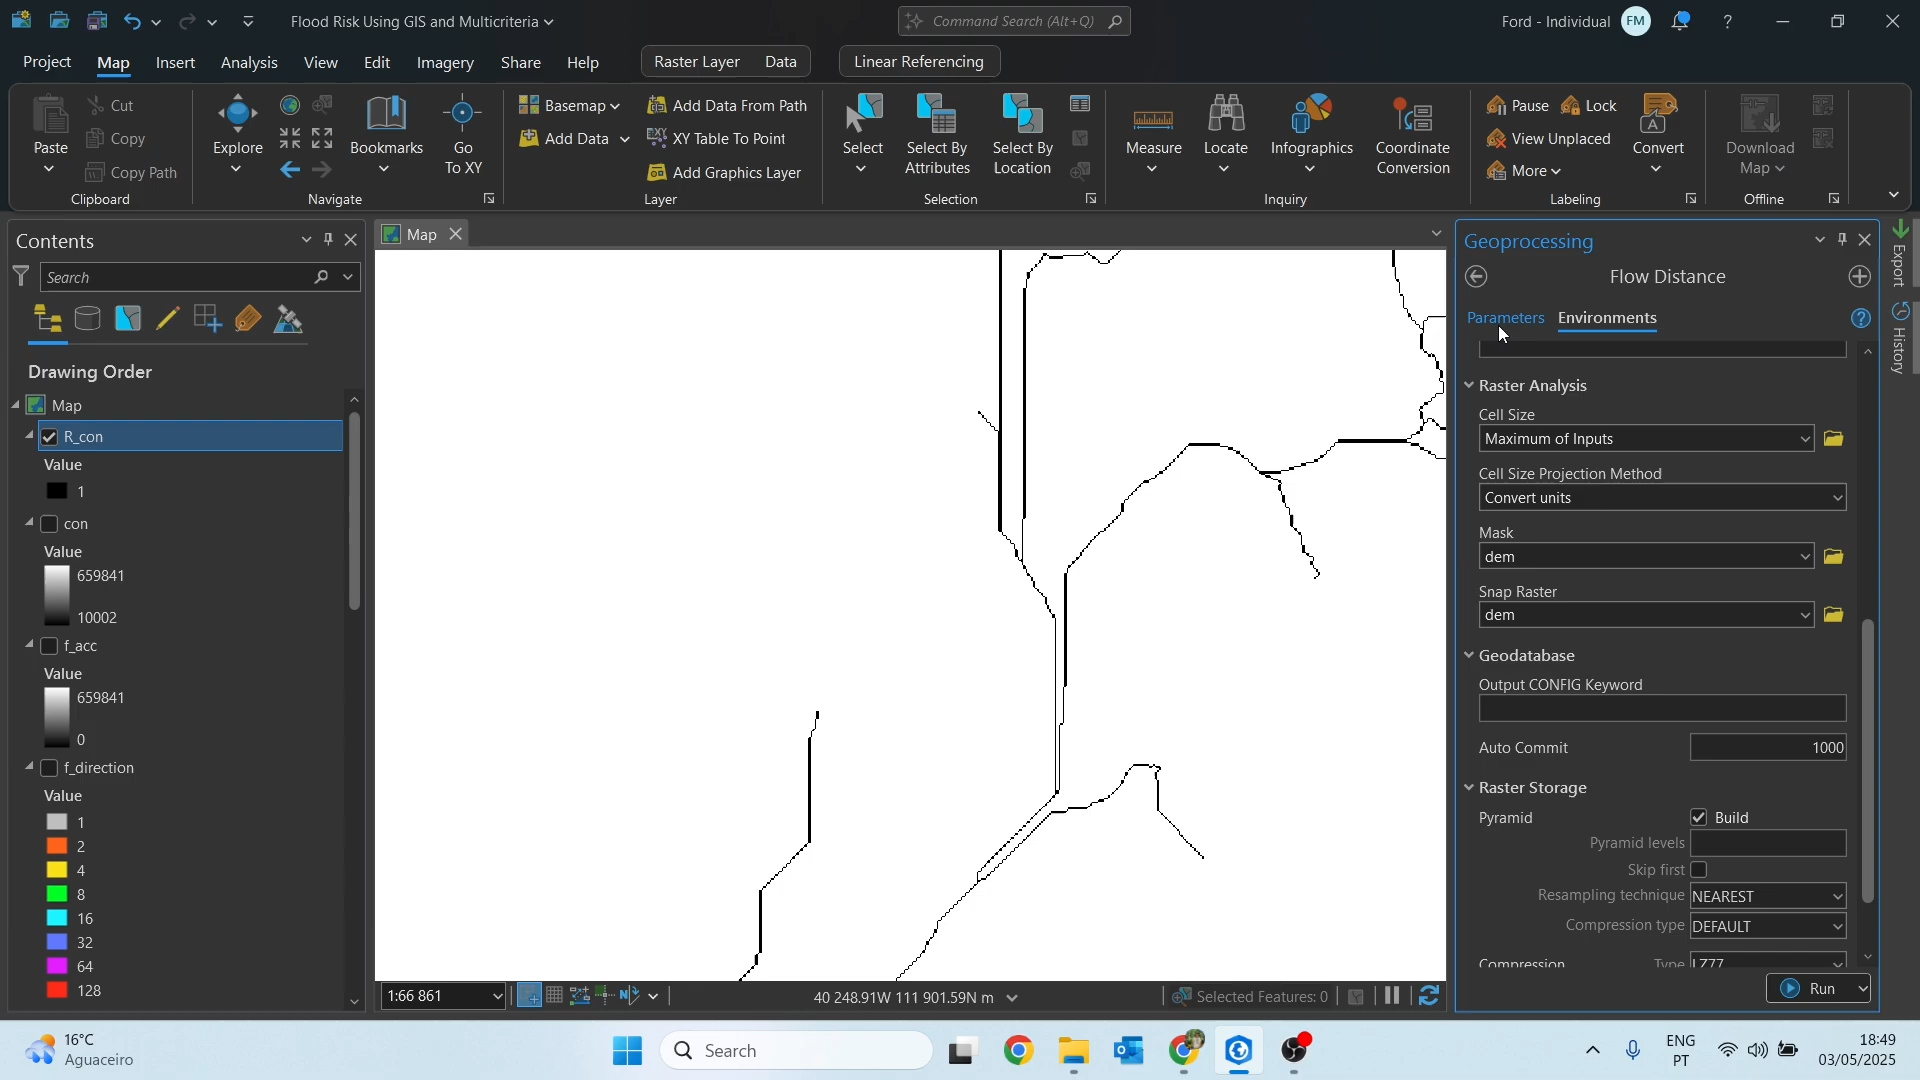 Flood Risk Using GIS and Multicriteria
Command Search (Alt+Q)
Ford - Individual
FM
?
Project
Map
Insert
Analysis
View
Edit
Imagery
Share
Help
Raster Layer
Data
Linear Referencing
Paste
Cut
Copy
Copy Path
Clipboard
Explore
Bookmarks
Go
To XY
Navigate
Basemap
Add Data
Add Data From Path
XY Table To Point
Add Graphics Layer
Layer
Select
Select By
Attributes
Select By
Location
Selection
Measure
Locate
Infographics
Coordinate
Conversion
Inquiry
Pause
Lock
View Unplaced
More
Convert
Labeling
Download
Map
Offline
Contents
Search
Drawing Order
Map
R_con
Value
1
con
Value
659841
10002
f_acc
Value
659841
0
f_direction
Value
1
2
4
8
16
32
64
128
Map
1:66 861
40 248.91W 111 901.59N m
Selected Features: 0
Geoprocessing
Flow Distance
Parameters
Environments
?
Raster Analysis
Cell Size
Maximum of Inputs
Cell Size Projection Method
Convert units
Mask
dem
Snap Raster
dem
Geodatabase
Output CONFIG Keyword
Auto Commit
1000
Raster Storage
Pyramid
Build
Pyramid levels
Skip first
Resampling technique
NEAREST
Compression type
DEFAULT
Compression
Type
LZ77
Run
Export
History
16°C
Aguaceiro
Search
ENG
PT
18:49
03/05/2025